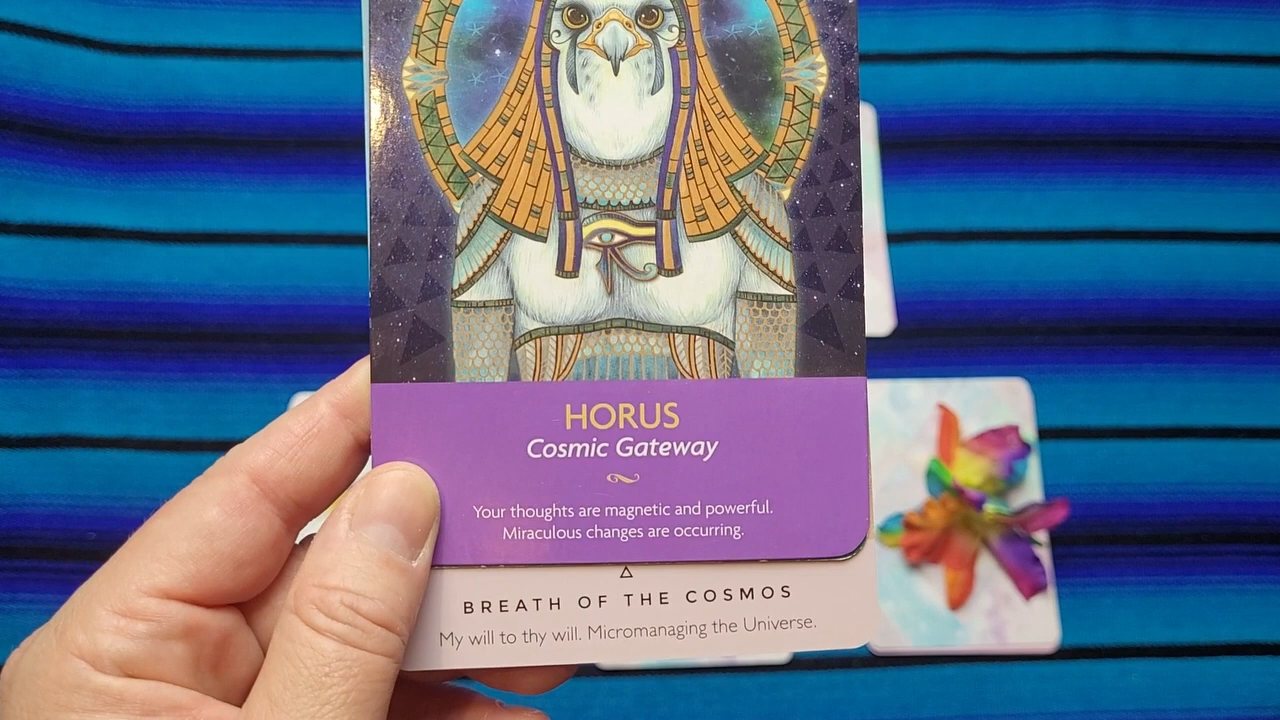 HORUS
Cosmic Gateway
Your thoughts are magnetic and powerful.
Miraculous changes are occurring.
BREATH OF THE COSMOS
My will to thy will. Micromanaging the Universe.